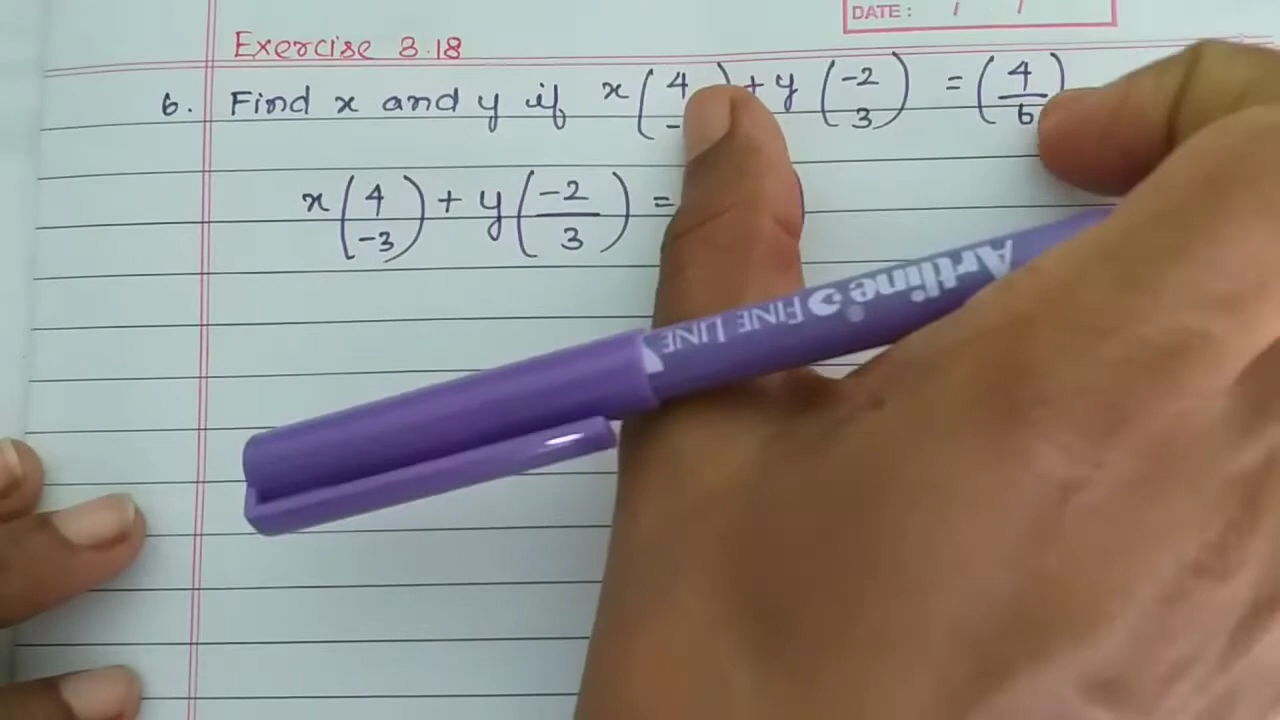 DATE : / /
Exercise 3.18
6. Find x and y if x ( 4 - ) + y ( -2 3 ) = ( 4 6 )
x ( 4 -3 ) + y ( -2 3 ) =
Artline FINE LINE